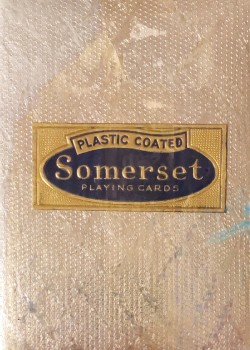 PLASTIC COATED
Somerset
PLAYING CARDS